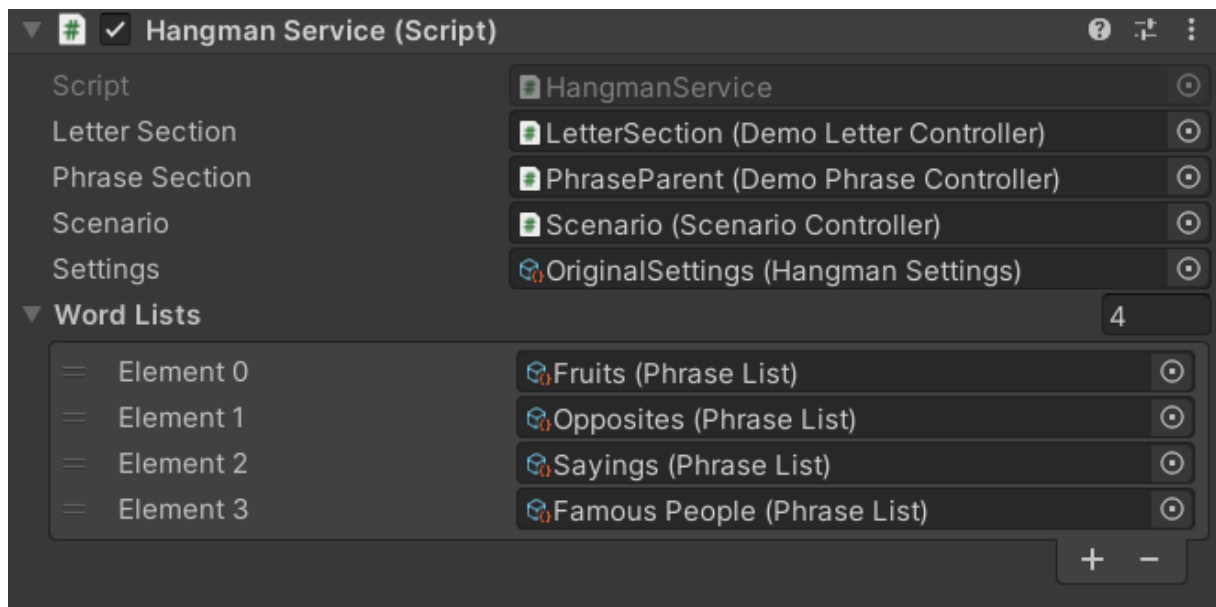 Hangman Service (Script)
Script HangmanService
Letter Section LetterSection (Demo Letter Controller)
Phrase Section PhraseParent (Demo Phrase Controller)
Scenario Scenario (Scenario Controller)
Settings OriginalSettings (Hangman Settings)
Word Lists 4
Element 0 Fruits (Phrase List)
Element 1 Opposites (Phrase List)
Element 2 Sayings (Phrase List)
Element 3 Famous People (Phrase List)
+ −